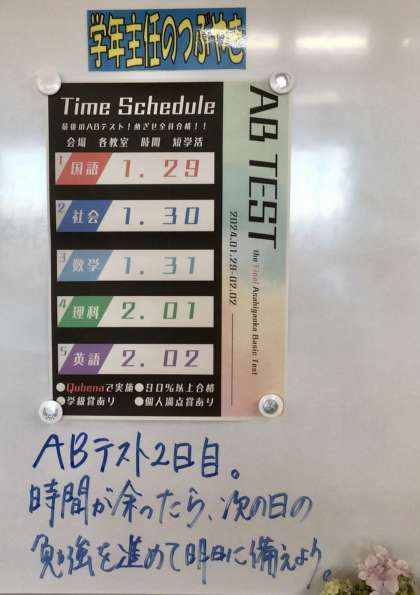 学年主任のつぶやき
Time Schedule
最後のABテスト!めざせ全員合格!!
会場 各教室 時間 短学活
1 国語 1.29
2 社会 1.30
3 数学 1.31
4 理科 2.01
5 英語 2.02
●Qubenaで実施●90%以上合格
●学級賞あり ●個人満点賞あり
AB TEST
the Final Asahigaoka Basic Test
2024.01.29-02.02
ABテスト2日目。
時間が余ったら、次の日の
勉強を進めて明日に備えよう。